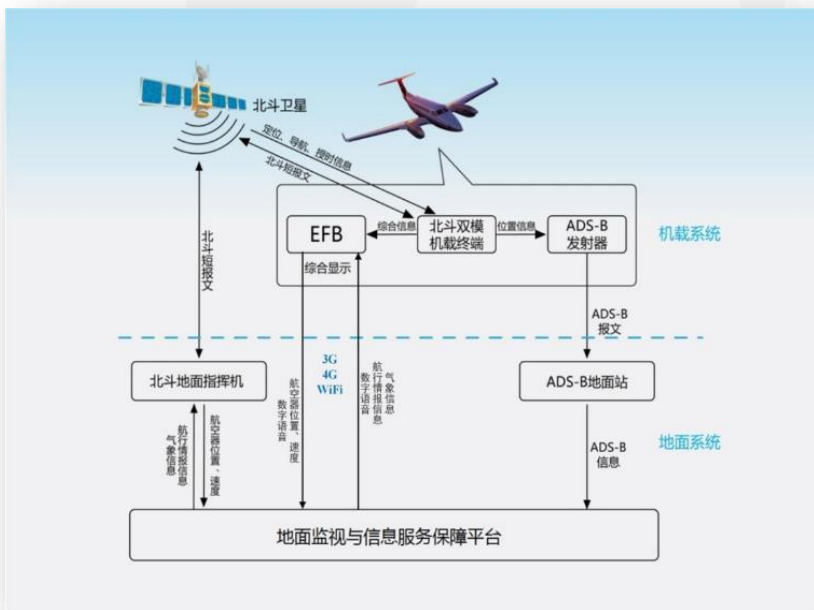 北斗卫星
定位、导航、授时信息
北斗短报文
北斗短报文
EFB
综合显示
综合信息
北斗双模
机载终端
位置信息
ADS-B
发射器
机载系统
ADS-B
报文
3G
4G
WiFi
北斗地面指挥机
航空器位置、速度
数字语音
气象信息
航行情报信息
数字语音
ADS-B地面站
航行情报信息
气象信息
航空器位置、速度
ADS-B
信息
地面系统
地面监视与信息服务保障平台